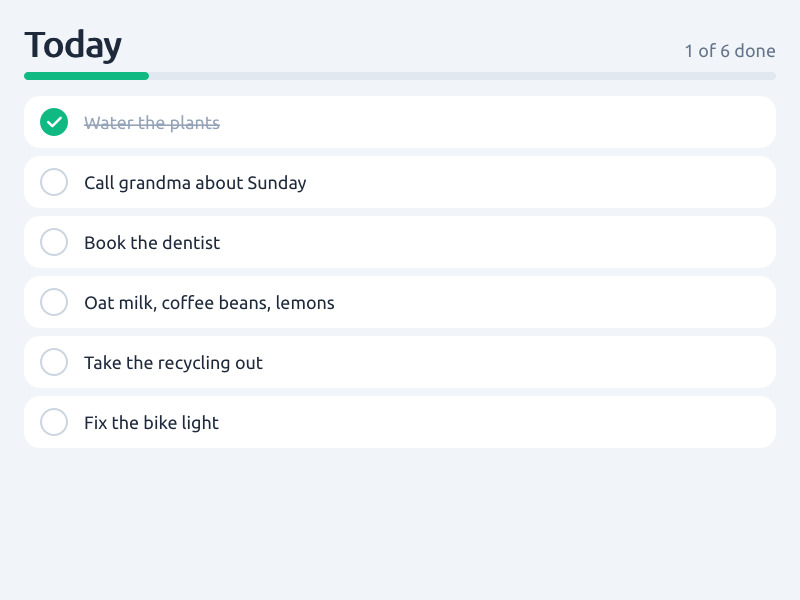 Today
1 of 6 done
Water the plants
Call grandma about Sunday
Book the dentist
Oat milk, coffee beans, lemons
Take the recycling out
Fix the bike light